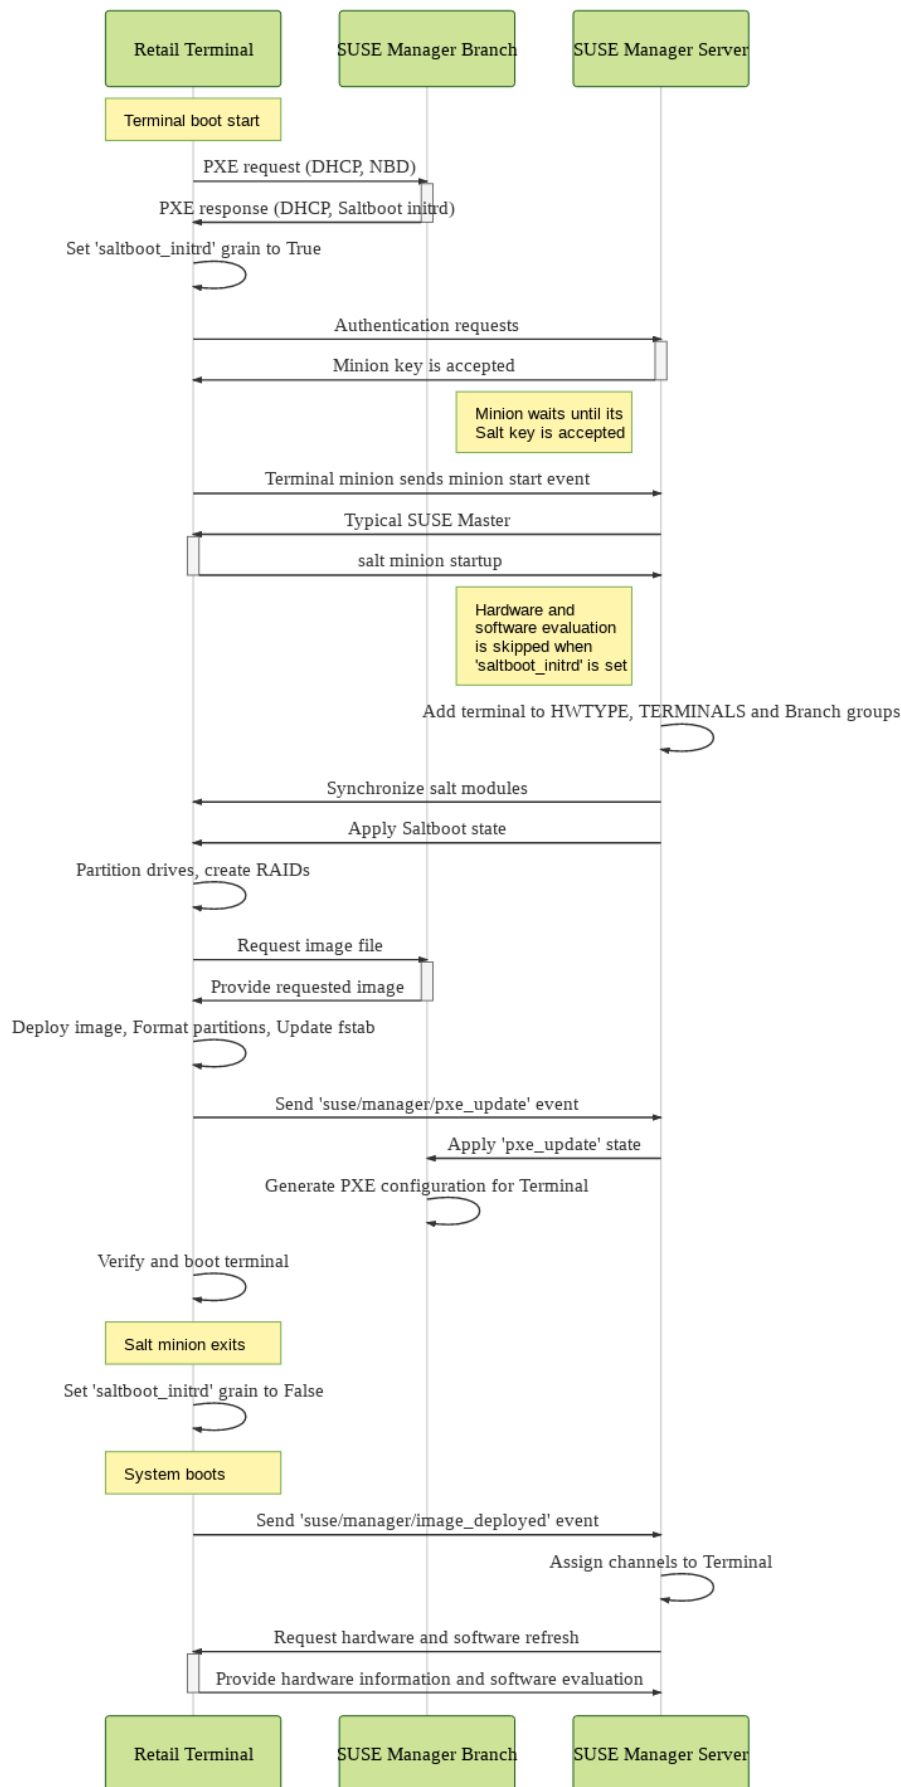 Retail Terminal
SUSE Manager Branch
SUSE Manager Server
Terminal boot start
PXE request (DHCP, NBD)
PXE response (DHCP, Saltboot initrd)
Set 'saltboot_initrd' grain to True
Authentication requests
Minion key is accepted
Minion waits until its
Salt key is accepted
Terminal minion sends minion start event
Typical SUSE Master
salt minion startup
Hardware and
software evaluation
is skipped when
'saltboot_initrd' is set
Add terminal to HWTYPE, TERMINALS and Branch groups
Synchronize salt modules
Apply Saltboot state
Partition drives, create RAIDs
Request image file
Provide requested image
Deploy image, Format partitions, Update fstab
Send 'suse/manager/pxe_update' event
Apply 'pxe_update' state
Generate PXE configuration for Terminal
Verify and boot terminal
Salt minion exits
Set 'saltboot_initrd' grain to False
System boots
Send 'suse/manager/image_deployed' event
Assign channels to Terminal
Request hardware and software refresh
Provide hardware information and software evaluation
Retail Terminal
SUSE Manager Branch
SUSE Manager Server